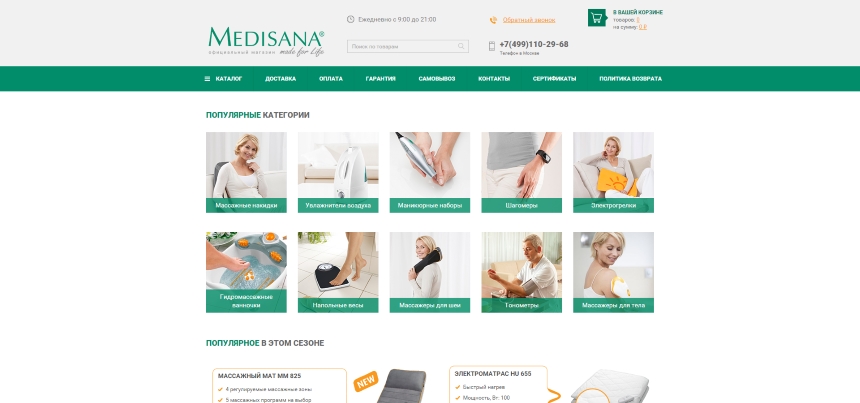 MEDISANA®
официальный магазин made for Life
Ежедневно с 9:00 до 21:00
Поиск по товарам
Обратный звонок
+7(499)110-29-68
Телефон в Москве
В ВАШЕЙ КОРЗИНЕ
товаров: 0
на сумму: 0 ₽
КАТАЛОГ ДОСТАВКА ОПЛАТА ГАРАНТИЯ САМОВЫВОЗ КОНТАКТЫ СЕРТИФИКАТЫ ПОЛИТИКА ВОЗВРАТА
ПОПУЛЯРНЫЕ КАТЕГОРИИ
Массажные накидки
Увлажнители воздуха
Маникюрные наборы
Шагомеры
Электрогрелки
Гидромассажные
ванночки
Напольные весы
Массажеры для шеи
Тонометры
Массажеры для тела
ПОПУЛЯРНОЕ В ЭТОМ СЕЗОНЕ
МАССАЖНЫЙ МАТ MM 825
4 регулируемые массажные зоны
5 массажных программ на выбор
NEW
ЭЛЕКТРОМАТРАС HU 655
Быстрый нагрев
Мощность, Вт: 100